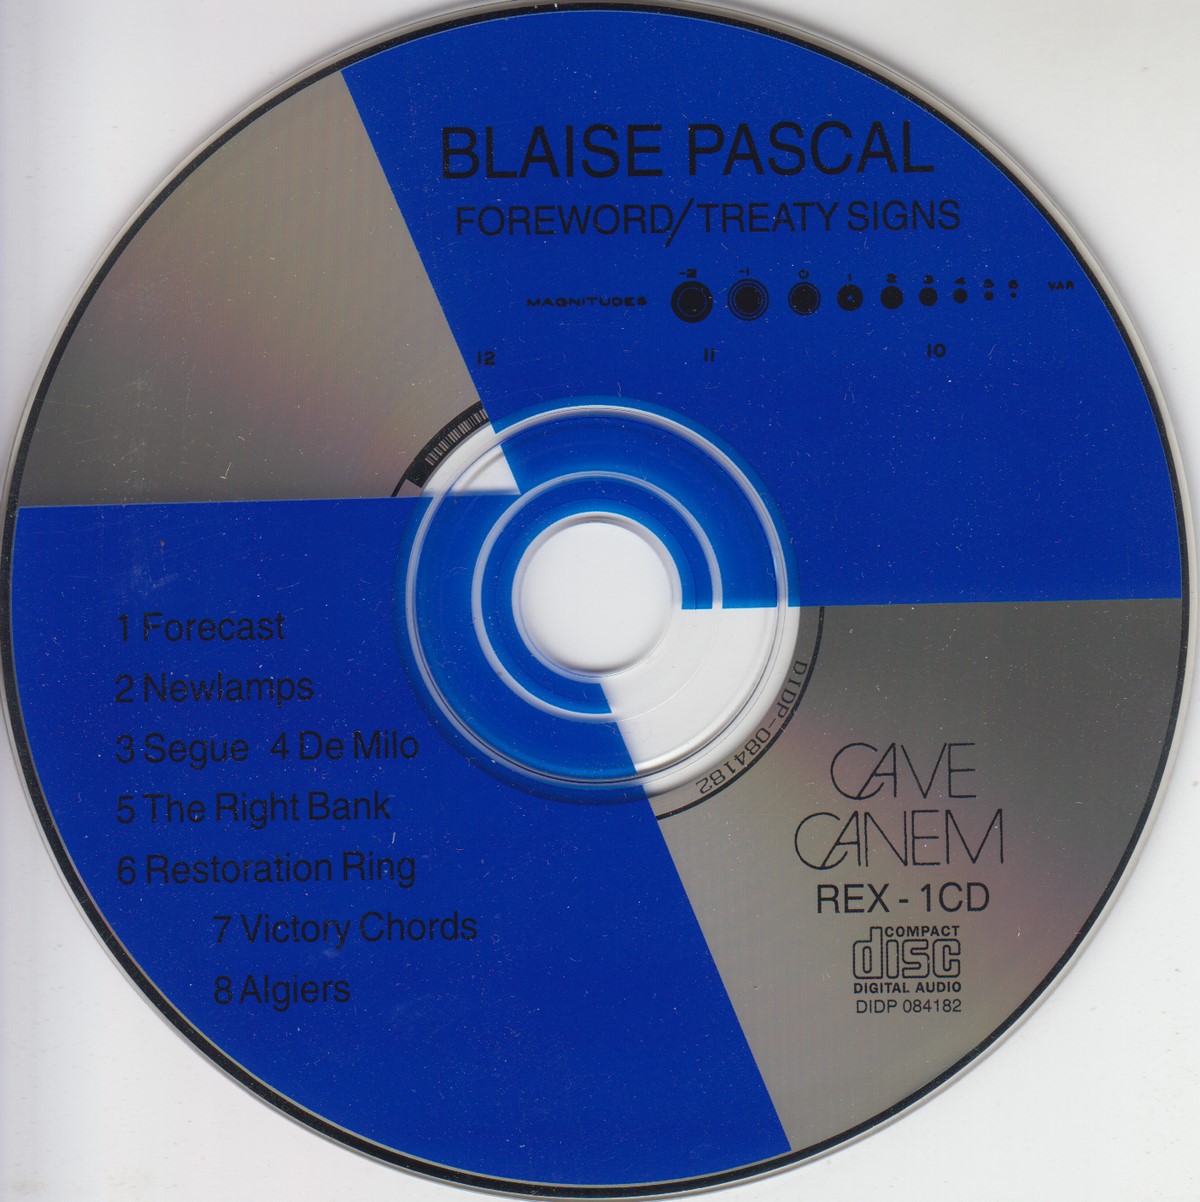 BLAISE PASCAL
FOREWORD/TREATY SIGNS
-2 -1 0 1 2 3 4 5 6
MAGNITUDES VAR
12 11 10
1 Forecast
2 Newlamps
3 Segue 4 De Milo
5 The Right Bank
6 Restoration Ring
7 Victory Chords
8 Algiers
DIDP-084182
CAVE
CANEM
REX - 1CD
COMPACT
disc
DIGITAL AUDIO
DIDP 084182